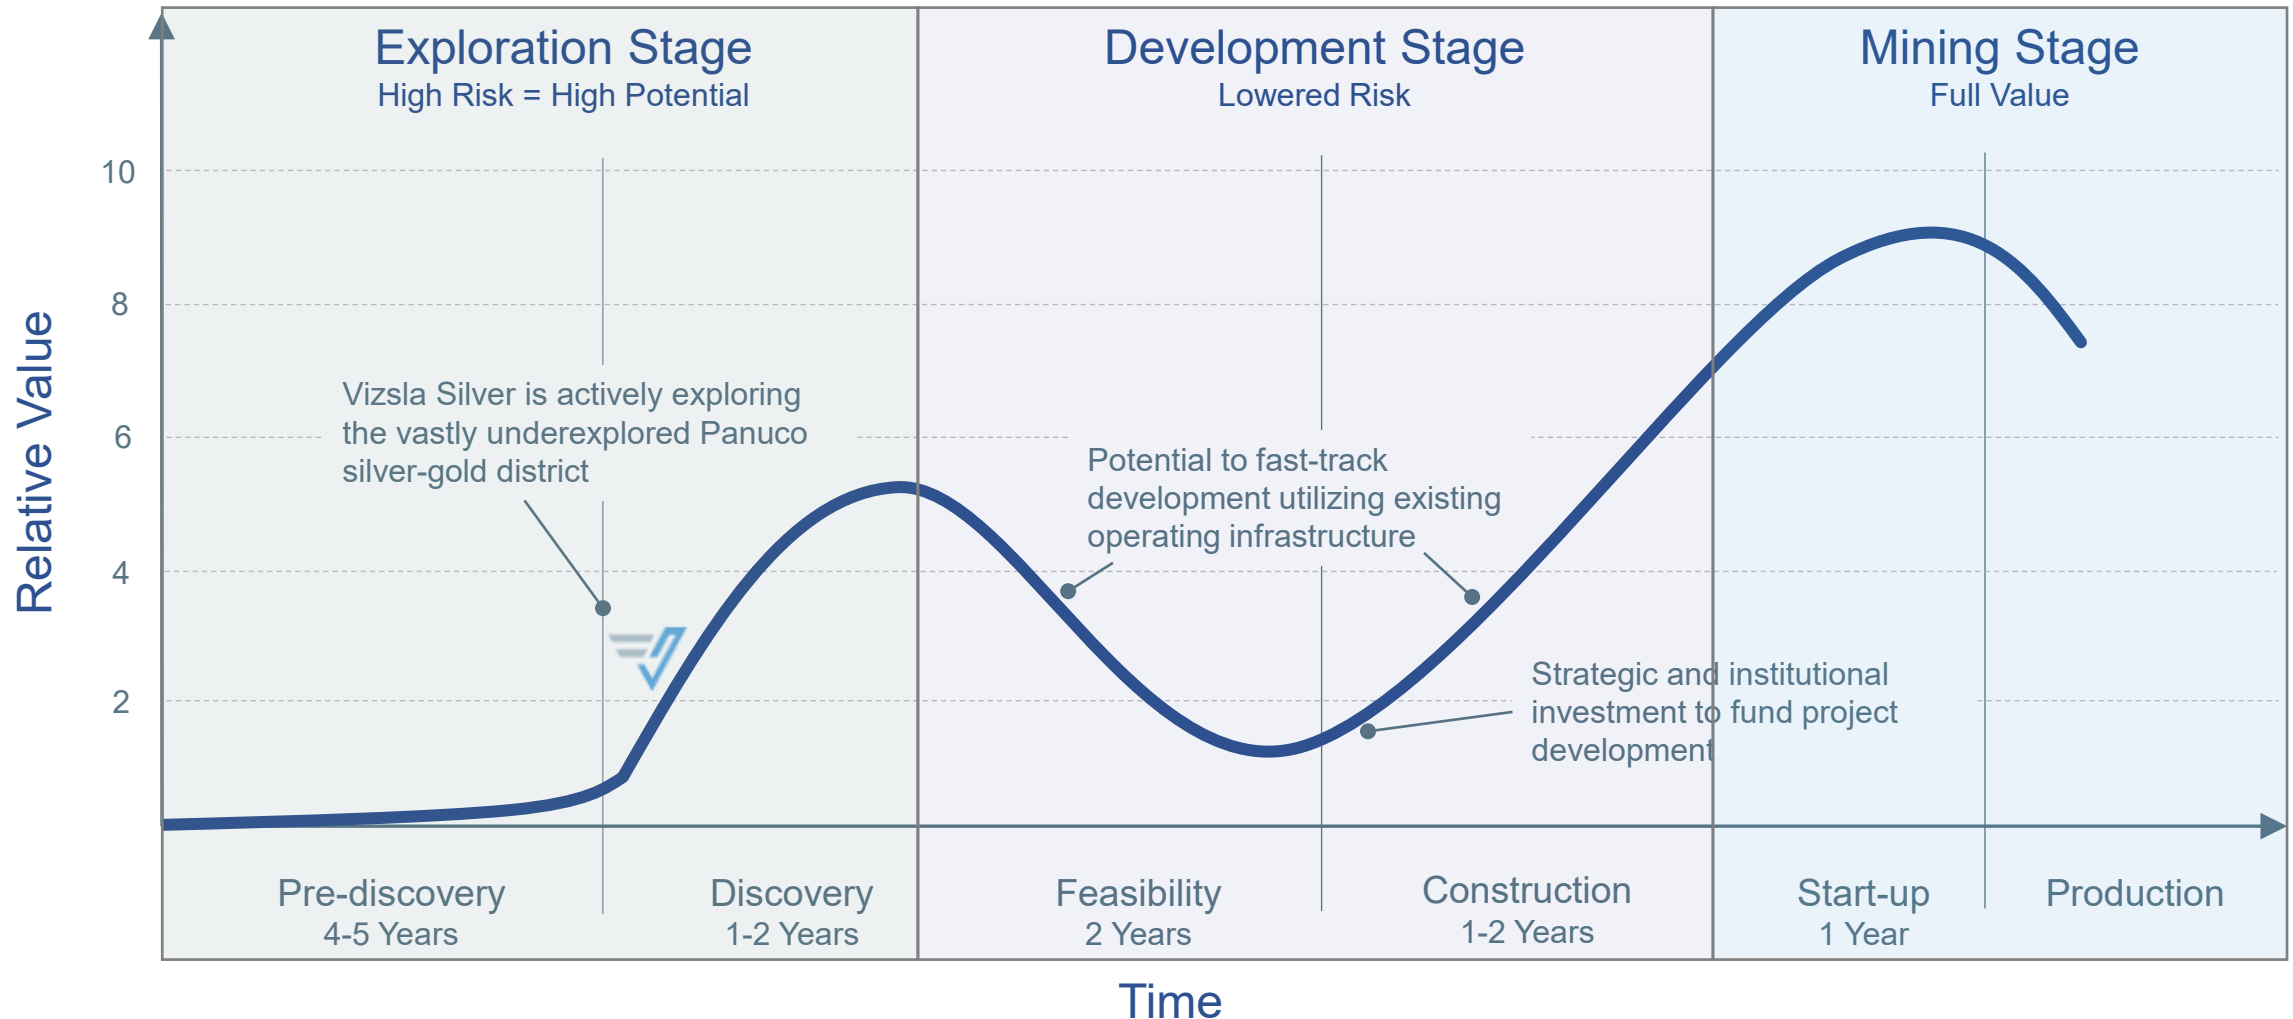 Exploration Stage
High Risk = High Potential
Development Stage
Lowered Risk
Mining Stage
Full Value
Relative Value
10
8
6
4
2
Vizsla Silver is actively exploring
the vastly underexplored Panuco
silver-gold district
Potential to fast-track
development utilizing existing
operating infrastructure
Strategic and institutional
investment to fund project
development
Pre-discovery
4-5 Years
Discovery
1-2 Years
Feasibility
2 Years
Construction
1-2 Years
Start-up
1 Year
Production
Time